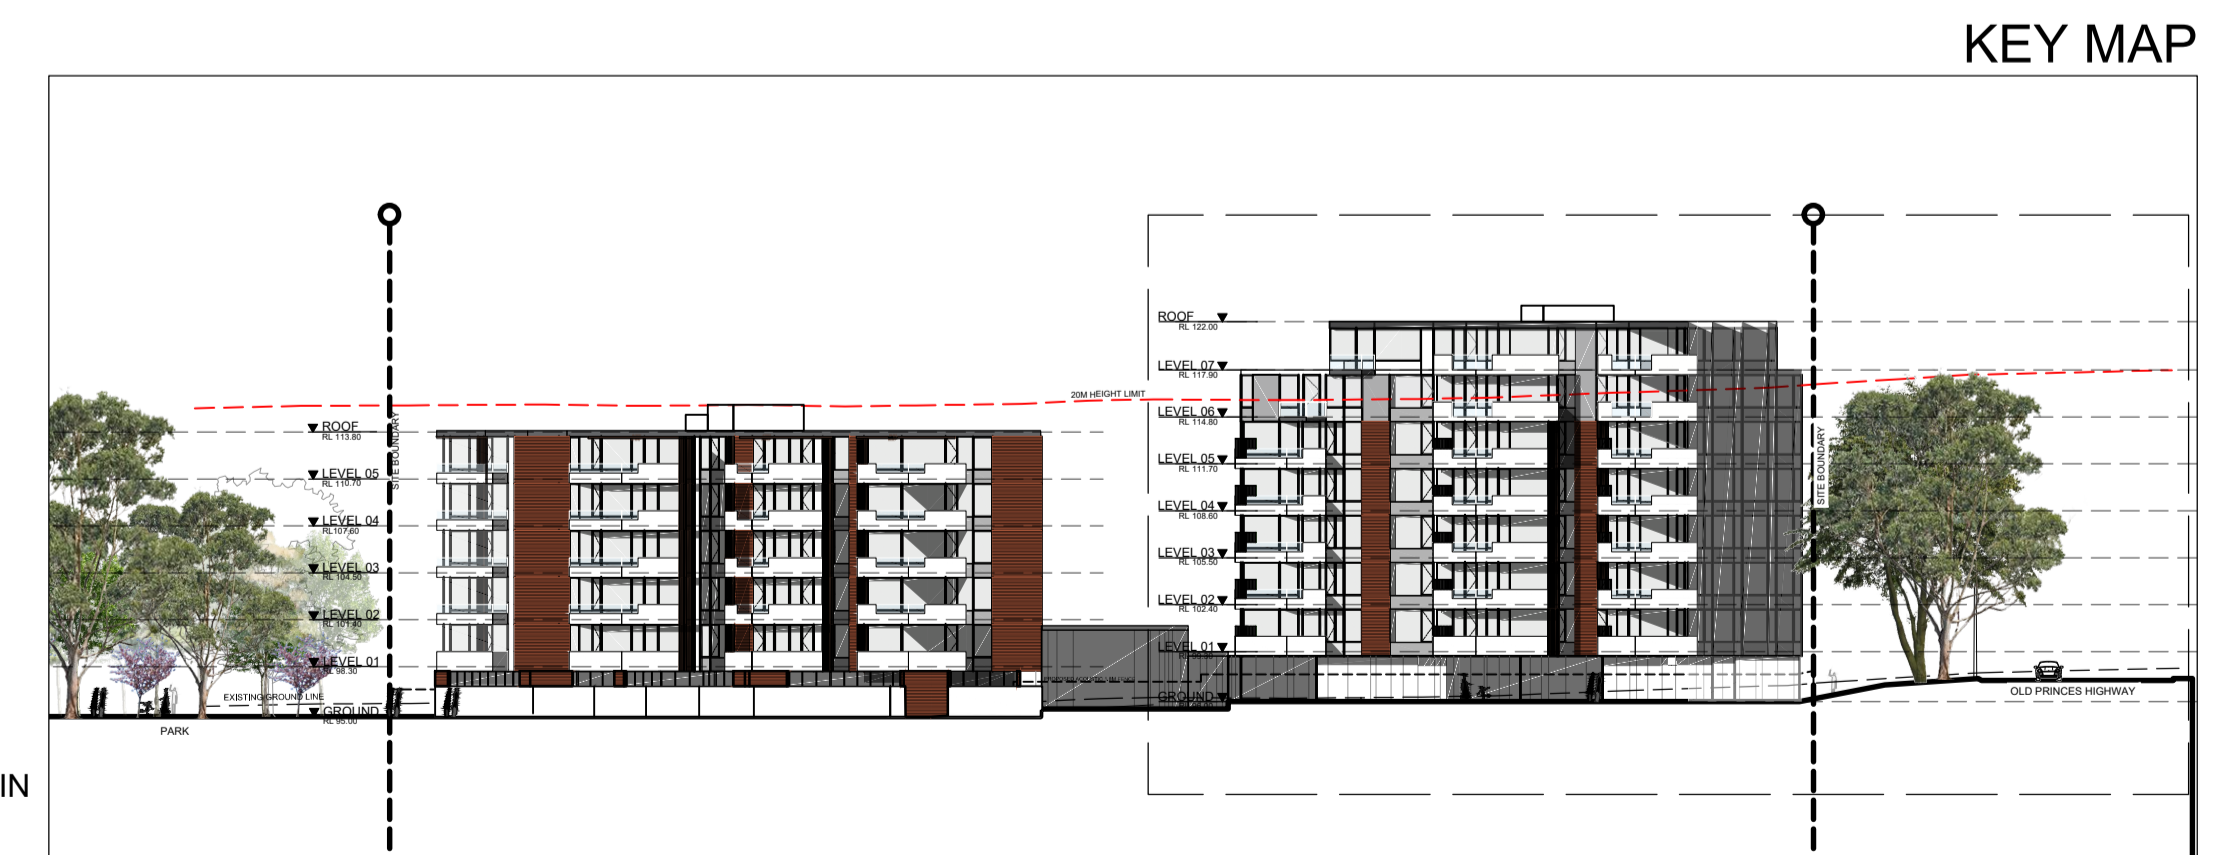 KEY MAP
SITE BOUNDARY
20M HEIGHT LIMIT
ROOF
RL 113.80
LEVEL 05
RL 110.70
LEVEL 04
RL107.60
LEVEL 03
RL 104.50
LEVEL 02
RL 101.40
LEVEL 01
RL 98.30
EXISTING GROUND LINE
GROUND
RL 95.00
PARK
IN
ROOF
RL 122.00
LEVEL 07
RL 117.90
LEVEL 06
RL 114.80
LEVEL 05
RL 111.70
LEVEL 04
RL 108.60
LEVEL 03
RL 105.50
LEVEL 02
RL 102.40
LEVEL 01
RL 99.30
GROUND
SITE BOUNDARY
OLD PRINCES HIGHWAY